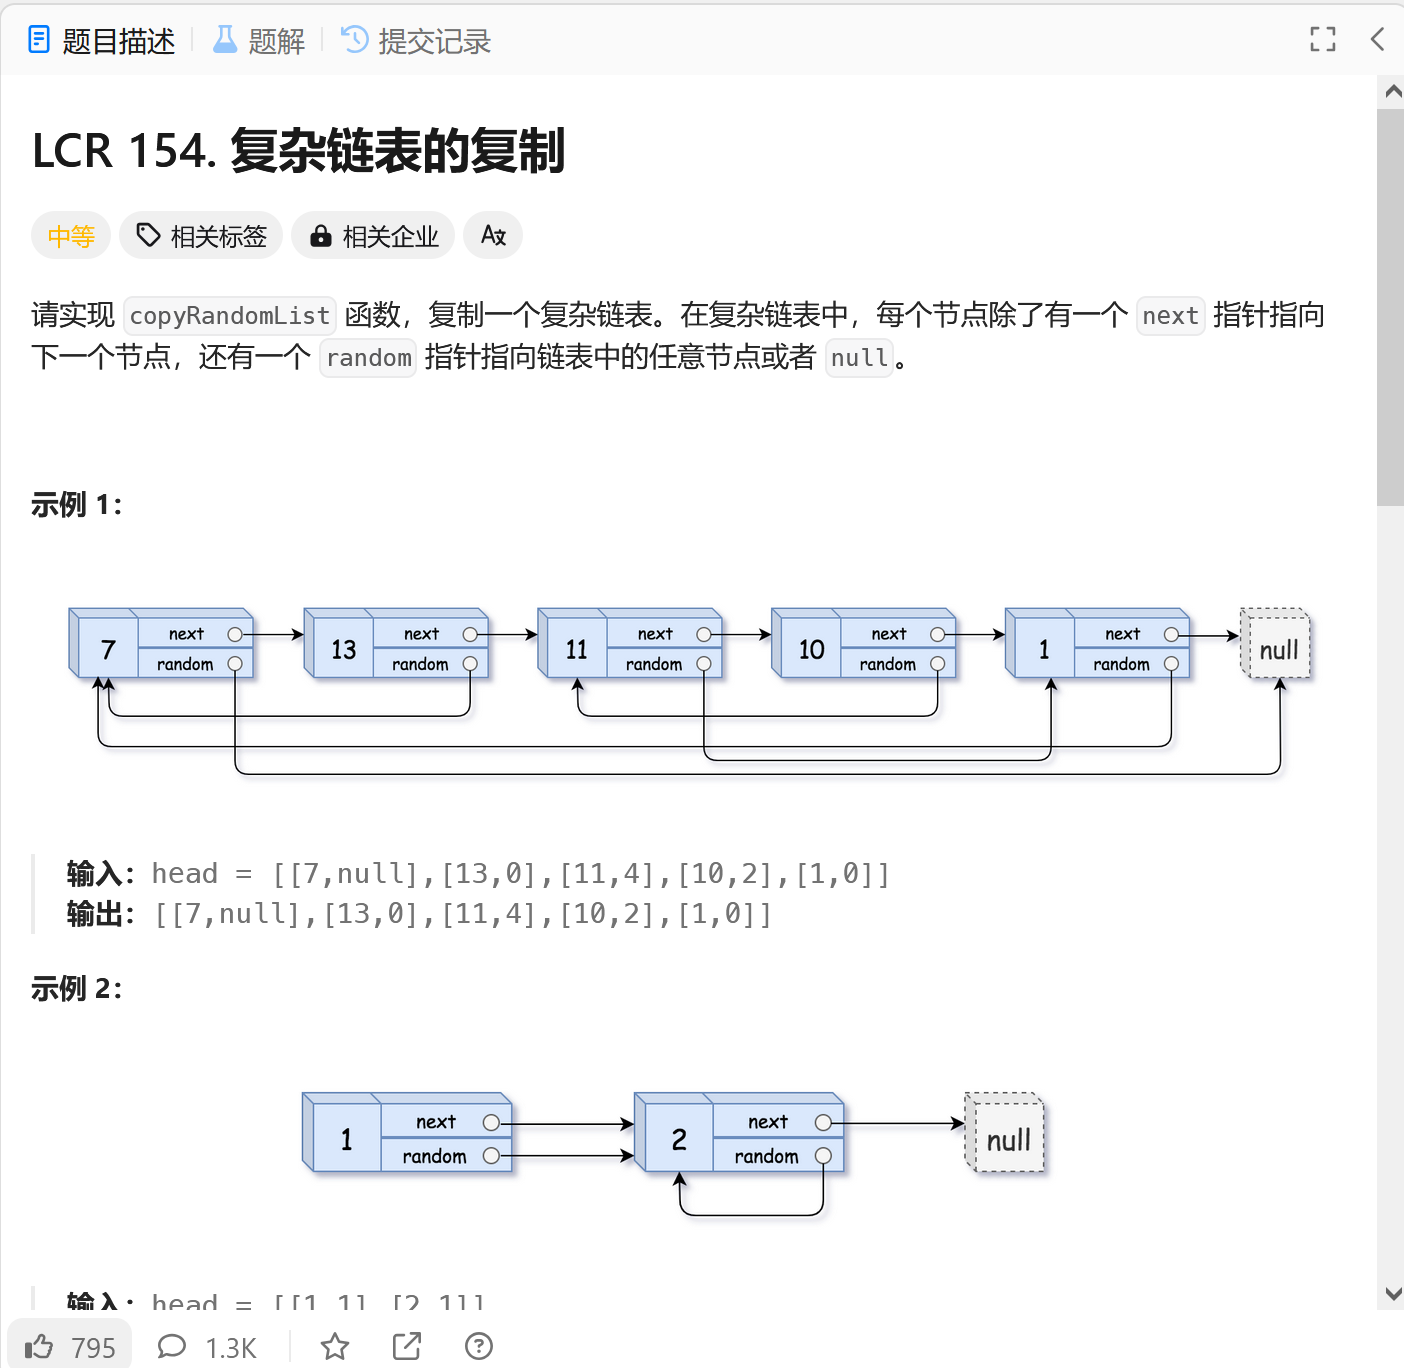 题目描述 题解 提交记录
LCR 154. 复杂链表的复制
中等 相关标签 相关企业 A文
请实现 copyRandomList 函数，复制一个复杂链表。在复杂链表中，每个节点除了有一个 next 指针指向
下一个节点，还有一个 random 指针指向链表中的任意节点或者 null。
示例 1：
7 next random 13 next random 11 next random 10 next random 1 next random null
输入：head = [[7,null],[13,0],[11,4],[10,2],[1,0]]
输出：[[7,null],[13,0],[11,4],[10,2],[1,0]]
示例 2：
1 next random 2 next random null
输入：head = [[1,1],[2,1]]
795 1.3K